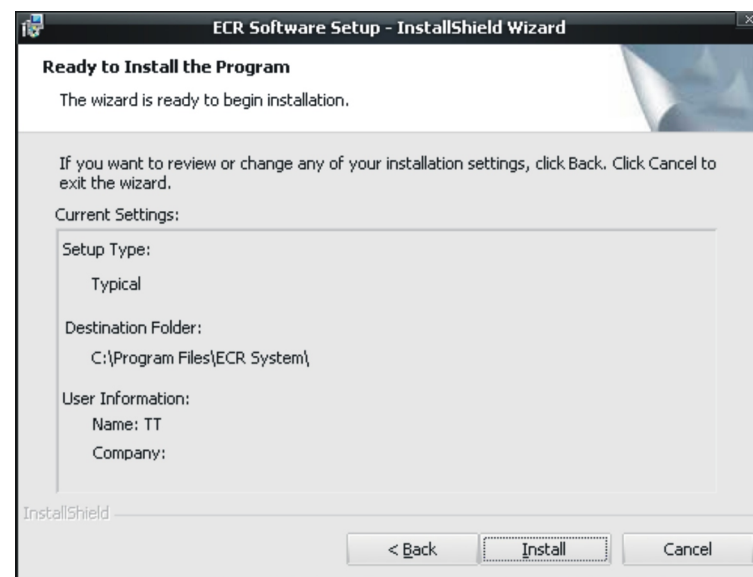 ECR Software Setup - InstallShield Wizard
Ready to Install the Program
The wizard is ready to begin installation.
If you want to review or change any of your installation settings, click Back. Click Cancel to
exit the wizard.
Current Settings:
Setup Type:
Typical
Destination Folder:
C:\Program Files\ECR System\
User Information:
Name: TT
Company:
InstallShield
< Back
Install
Cancel